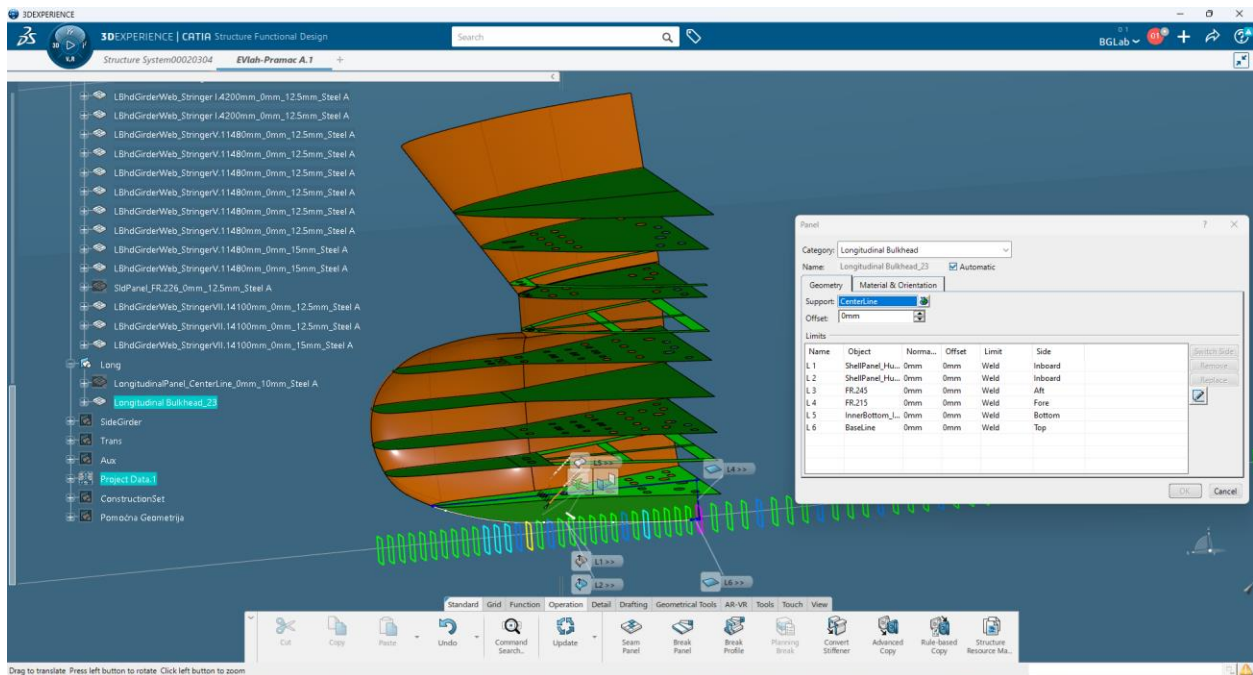 3DEXPERIENCE
3DEXPERIENCE | CATIA Structure Functional Design
Search
BGLab
Structure System00020304
EVlah-Pramac A.1
LBhdGirderWeb_Stringer I.4200mm_0mm_12.5mm_Steel A
LBhdGirderWeb_Stringer I.4200mm_0mm_12.5mm_Steel A
LBhdGirderWeb_StringerV.11480mm_0mm_12.5mm_Steel A
LBhdGirderWeb_StringerV.11480mm_0mm_12.5mm_Steel A
LBhdGirderWeb_StringerV.11480mm_0mm_12.5mm_Steel A
LBhdGirderWeb_StringerV.11480mm_0mm_12.5mm_Steel A
LBhdGirderWeb_StringerV.11480mm_0mm_12.5mm_Steel A
LBhdGirderWeb_StringerV.11480mm_0mm_12.5mm_Steel A
LBhdGirderWeb_StringerV.11480mm_0mm_15mm_Steel A
LBhdGirderWeb_StringerV.11480mm_0mm_15mm_Steel A
SldPanel_FR.226_0mm_12.5mm_Steel A
LBhdGirderWeb_StringerVII.14100mm_0mm_12.5mm_Steel A
LBhdGirderWeb_StringerVII.14100mm_0mm_12.5mm_Steel A
LBhdGirderWeb_StringerVII.14100mm_0mm_15mm_Steel A
Long
LongitudinalPanel_CenterLine_0mm_10mm_Steel A
Longitudinal Bulkhead_23
SideGirder
Trans
Aux
Project Data.1
ConstructionSet
Pomoćna Geometrija
L5 >>
L4 >>
L1 >>
L2 >>
L6 >>
Panel
Category: Longitudinal Bulkhead
Name: Longitudinal Bulkhead_23 Automatic
Geometry Material & Orientation
Support: CenterLine
Offset: 0mm
Limits
Name Object Norma... Offset Limit Side
L 1 ShellPanel_Hu... 0mm 0mm Weld Inboard
L 2 ShellPanel_Hu... 0mm 0mm Weld Inboard
L 3 FR.245 0mm 0mm Weld Aft
L 4 FR.215 0mm 0mm Weld Fore
L 5 InnerBottom_I... 0mm 0mm Weld Bottom
L 6 BaseLine 0mm 0mm Weld Top
Switch Side
Remove
Replace
OK Cancel
Standard Grid Function Operation Detail Drafting Geometrical Tools AR-VR Tools Touch View
Cut
Copy
Paste
Undo
Command Search...
Update
Seam Panel
Break Panel
Break Profile
Planning Break
Convert Stiffener
Advanced Copy
Rule-based Copy
Structure Resource Ma...
Drag to translate Press left button to rotate Click left button to zoom